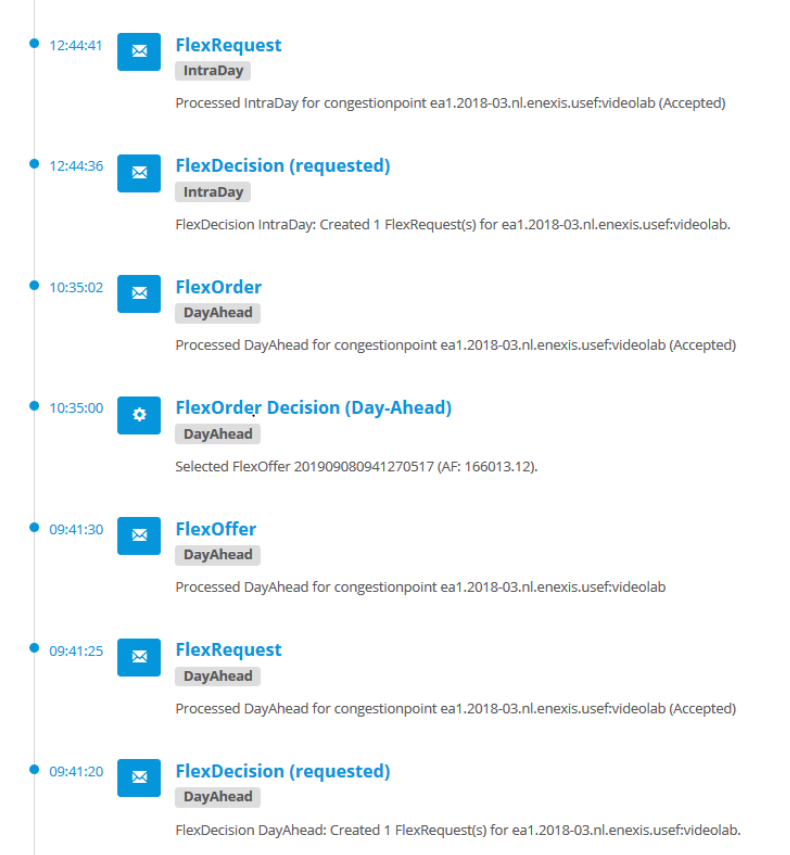 12:44:41 FlexRequest
IntraDay
Processed IntraDay for congestionpoint ea1.2018-03.nl.enexis.usef:videolab (Accepted)
12:44:36 FlexDecision (requested)
IntraDay
FlexDecision IntraDay: Created 1 FlexRequest(s) for ea1.2018-03.nl.enexis.usef:videolab.
10:35:02 FlexOrder
DayAhead
Processed DayAhead for congestionpoint ea1.2018-03.nl.enexis.usef:videolab (Accepted)
10:35:00 FlexOrder Decision (Day-Ahead)
DayAhead
Selected FlexOffer 201909080941270517 (AF: 166013.12).
09:41:30 FlexOffer
DayAhead
Processed DayAhead for congestionpoint ea1.2018-03.nl.enexis.usef:videolab
09:41:25 FlexRequest
DayAhead
Processed DayAhead for congestionpoint ea1.2018-03.nl.enexis.usef:videolab (Accepted)
09:41:20 FlexDecision (requested)
DayAhead
FlexDecision DayAhead: Created 1 FlexRequest(s) for ea1.2018-03.nl.enexis.usef:videolab.